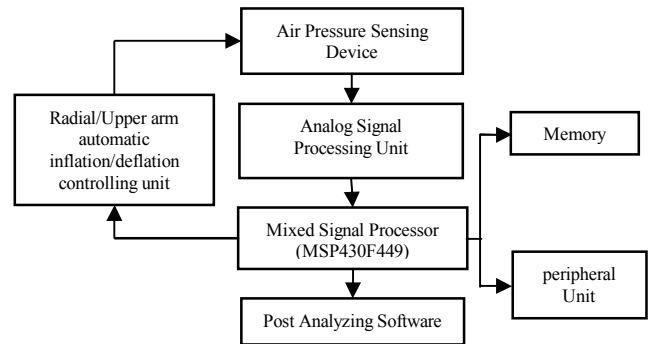 Air Pressure Sensing
Device
Radial/Upper arm
automatic
inflation/deflation
controlling unit
Analog Signal
Processing Unit
Memory
Mixed Signal Processor
(MSP430F449)
peripheral
Unit
Post Analyzing Software